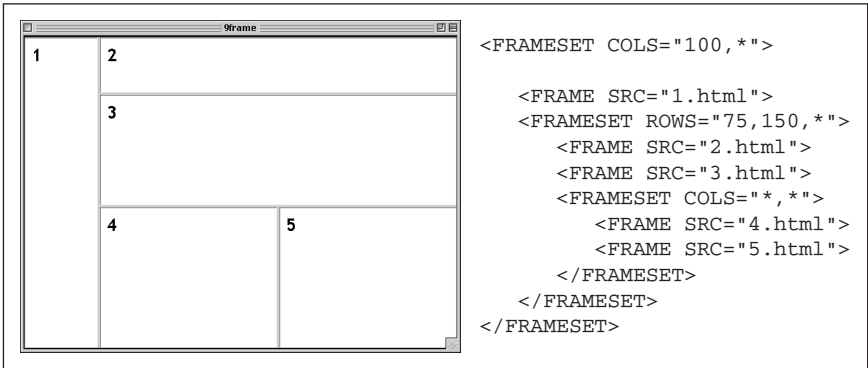 9frame
1
2
3
4
5
<FRAMESET COLS="100,*">
<FRAME SRC="1.html">
<FRAMESET ROWS="75,150,*">
<FRAME SRC="2.html">
<FRAME SRC="3.html">
<FRAMESET COLS="*,*">
<FRAME SRC="4.html">
<FRAME SRC="5.html">
</FRAMESET>
</FRAMESET>
</FRAMESET>